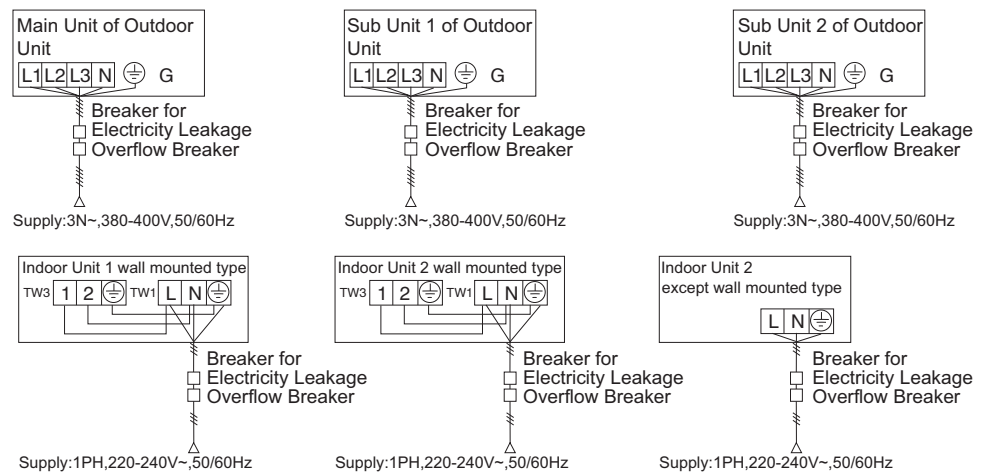 Main Unit of Outdoor
Unit
L1 L2 L3 N G
Breaker for
Electricity Leakage
Overflow Breaker
Supply:3N~,380-400V,50/60Hz
Sub Unit 1 of Outdoor
Unit
L1 L2 L3 N G
Breaker for
Electricity Leakage
Overflow Breaker
Supply:3N~,380-400V,50/60Hz
Sub Unit 2 of Outdoor
Unit
L1 L2 L3 N G
Breaker for
Electricity Leakage
Overflow Breaker
Supply:3N~,380-400V,50/60Hz
Indoor Unit 1 wall mounted type
TW3 1 2 TW1 L N
Breaker for
Electricity Leakage
Overflow Breaker
Supply:1PH,220-240V~,50/60Hz
Indoor Unit 2 wall mounted type
TW3 1 2 TW1 L N
Breaker for
Electricity Leakage
Overflow Breaker
Supply:1PH,220-240V~,50/60Hz
Indoor Unit 2
except wall mounted type
L N
Breaker for
Electricity Leakage
Overflow Breaker
Supply:1PH,220-240V~,50/60Hz